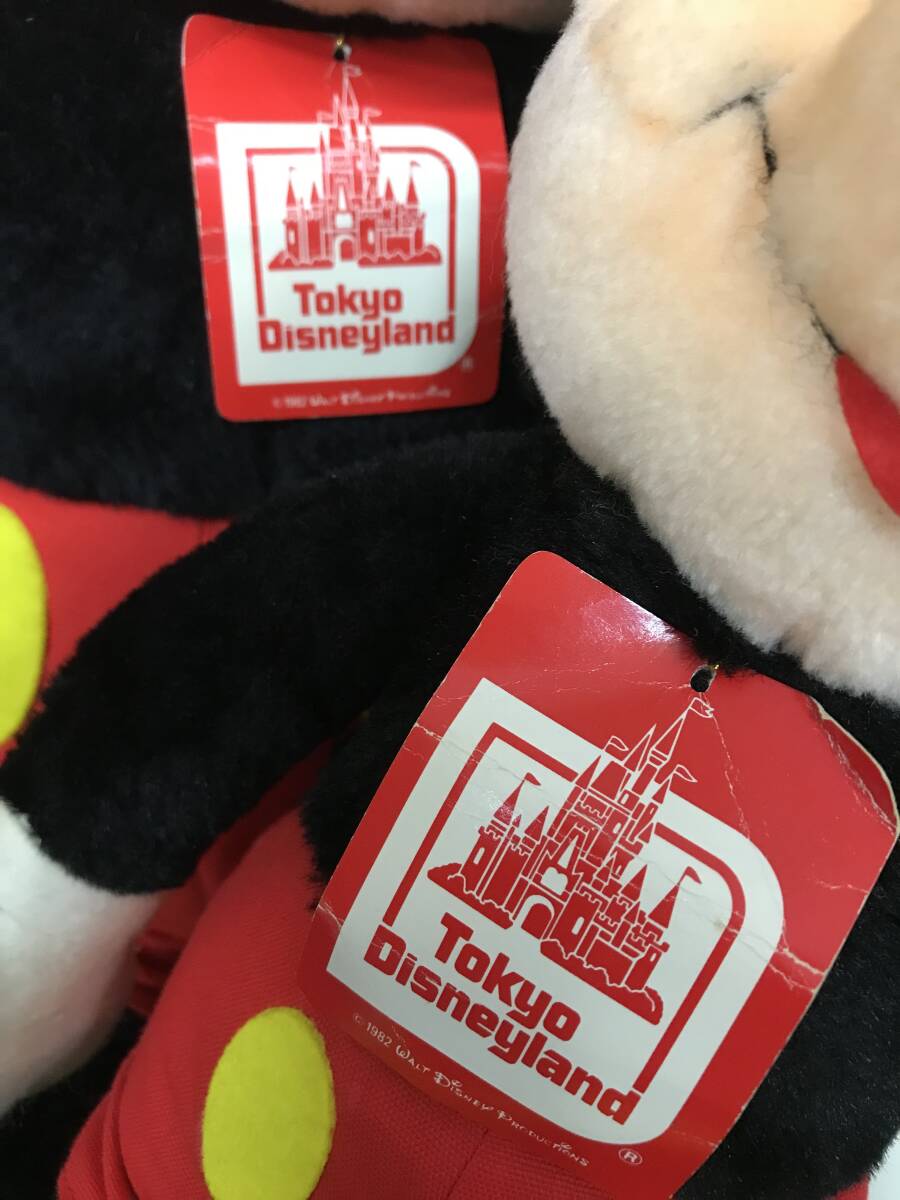 Tokyo
Disneyland
®
© 1982 WALT DISNEY PRODUCTIONS
Tokyo
Disneyland
®
© 1982 WALT DISNEY PRODUCTIONS